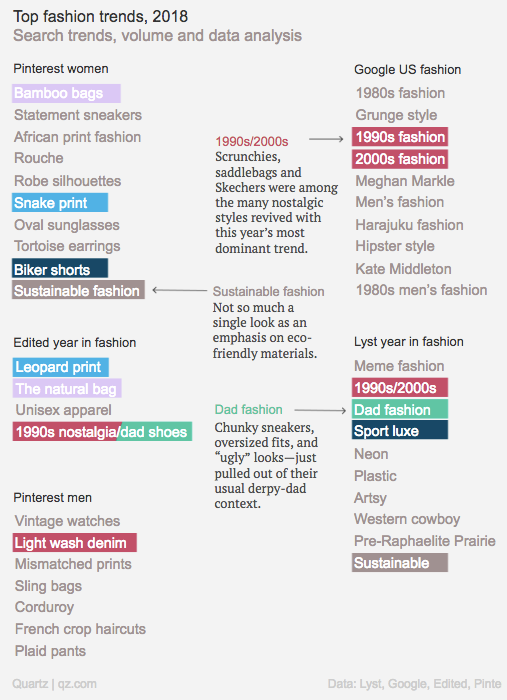 Top fashion trends, 2018
Search trends, volume and data analysis
Pinterest women
Bamboo bags
Statement sneakers
African print fashion
Rouche
Robe silhouettes
Snake print
Oval sunglasses
Tortoise earrings
Biker shorts
Sustainable fashion
Edited year in fashion
Leopard print
The natural bag
Unisex apparel
1990s nostalgia/dad shoes
Pinterest men
Vintage watches
Light wash denim
Mismatched prints
Sling bags
Corduroy
French crop haircuts
Plaid pants
1990s/2000s
Scrunchies,
saddlebags and
Skechers were among
the many nostalgic
styles revived with
this year's most
dominant trend.
Sustainable fashion
Not so much a
single look as an
emphasis on eco-
friendly materials.
Dad fashion
Chunky sneakers,
oversized fits, and
“ugly” looks—just
pulled out of their
usual derpy-dad
context.
Google US fashion
1980s fashion
Grunge style
1990s fashion
2000s fashion
Meghan Markle
Men's fashion
Harajuku fashion
Hipster style
Kate Middleton
1980s men's fashion
Lyst year in fashion
Meme fashion
1990s/2000s
Dad fashion
Sport luxe
Neon
Plastic
Artsy
Western cowboy
Pre-Raphaelite Prairie
Sustainable
Quartz | qz.com
Data: Lyst, Google, Edited, Pinte